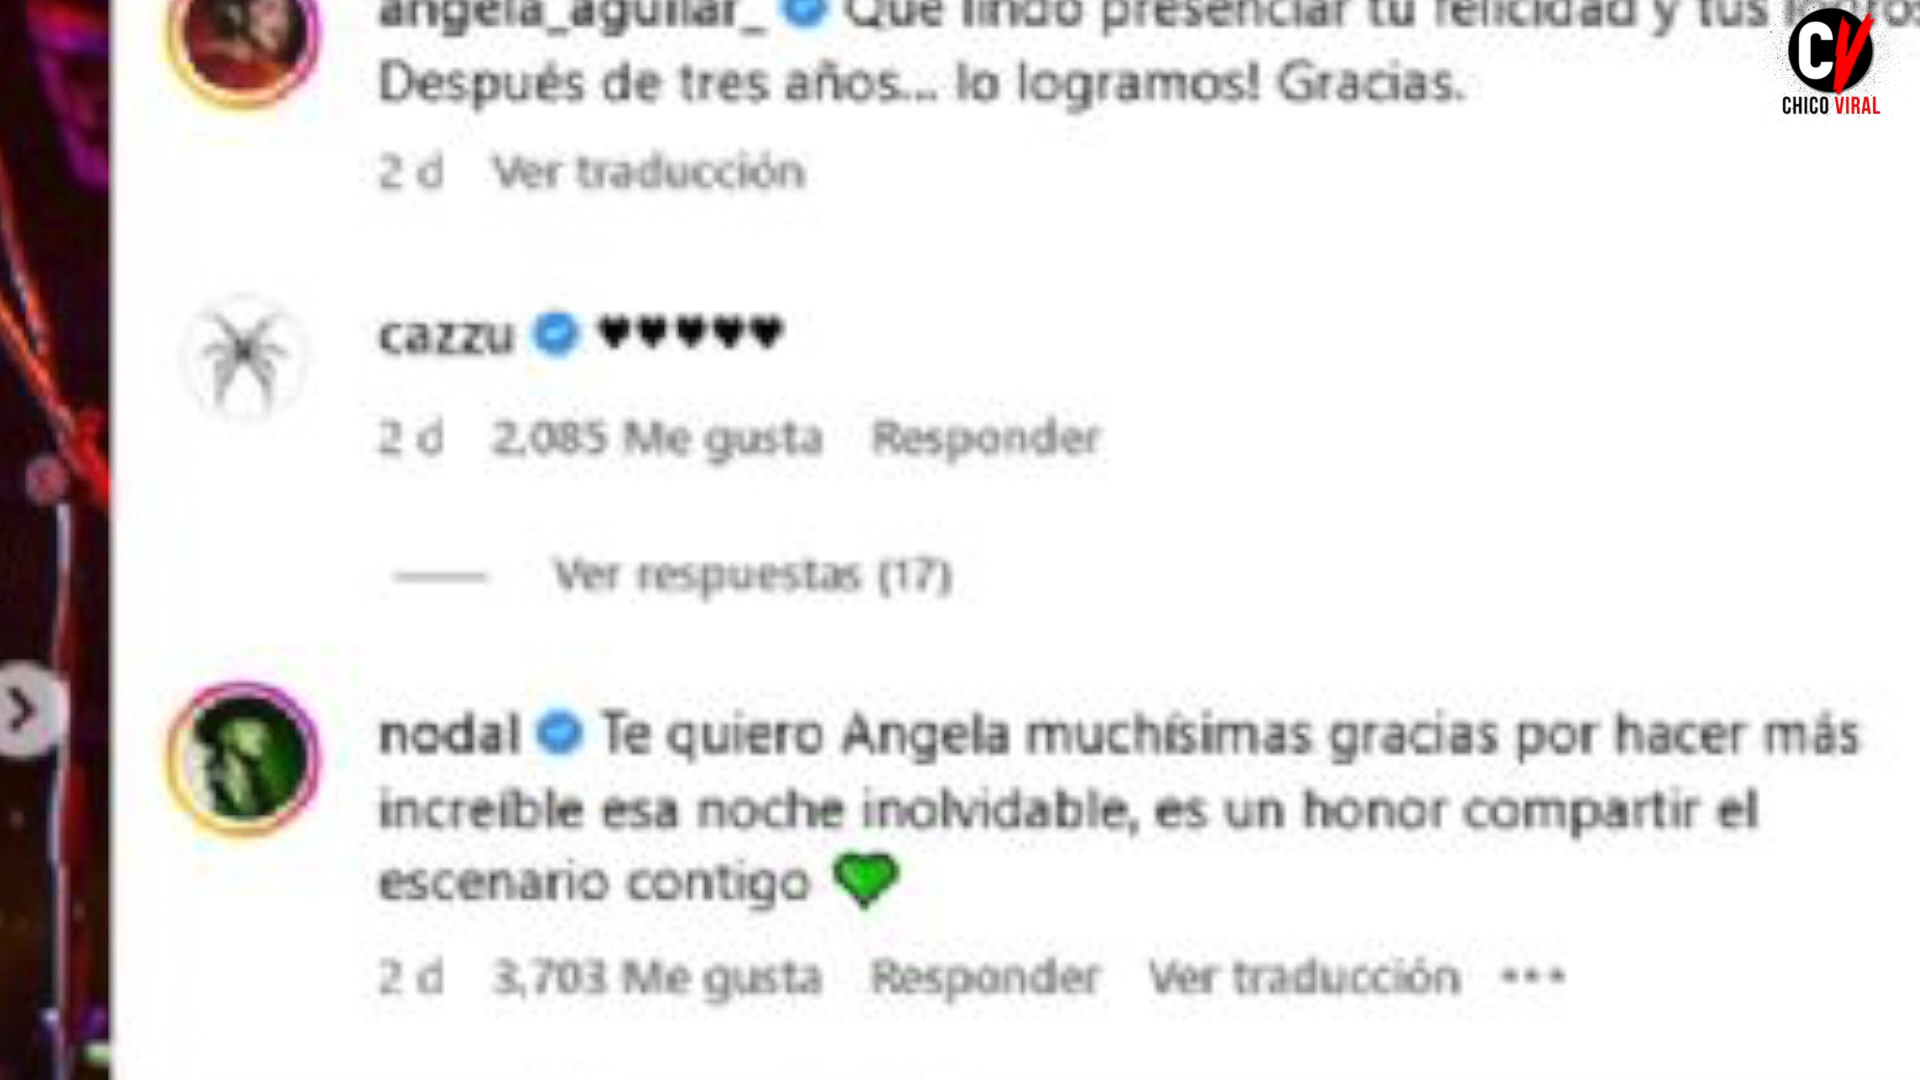 angela_aguilar_ Que lindo presenciar tu felicidad y tus
Después de tres años... lo logramos! Gracias.
2 d Ver traducción
cazzu ♥♥♥♥♥
2 d 2,085 Me gusta Responder
Ver respuestas (17)
nodal Te quiero Angela muchísimas gracias por hacer más
increíble esa noche inolvidable, es un honor compartir el
escenario contigo 💚
2 d 3,703 Me gusta Responder Ver traducción •••
CV
CHICO VIRAL